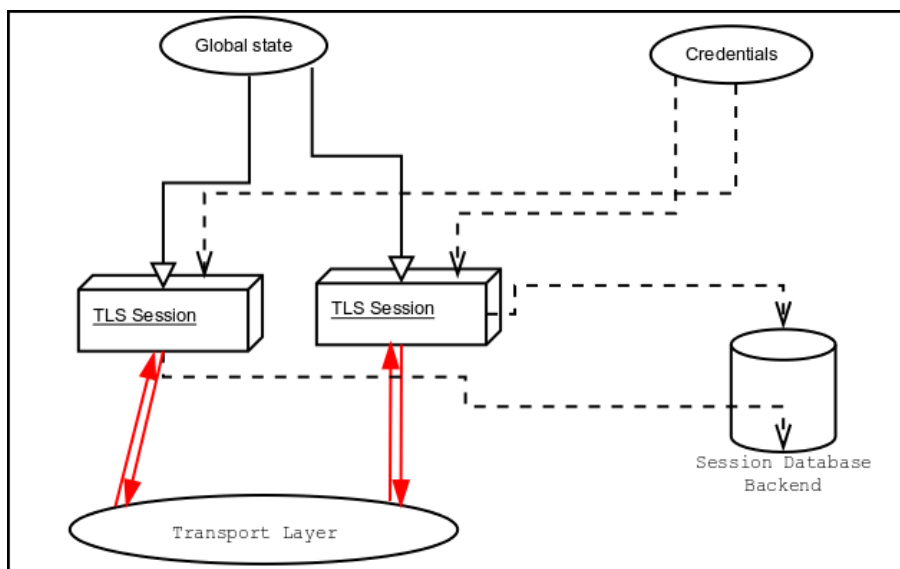 Global state
Credentials
TLS Session
TLS Session
Session Database
Backend
Transport Layer